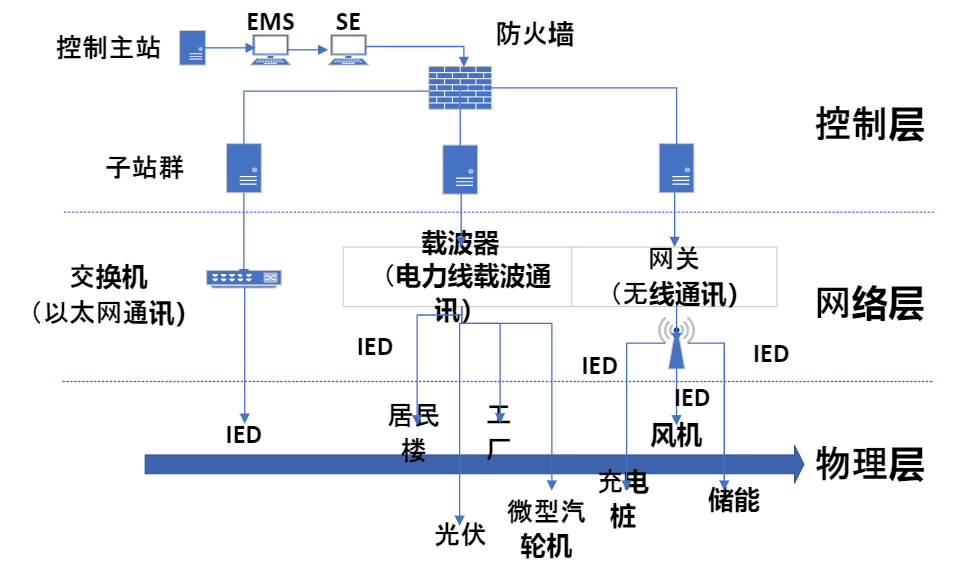 EMS
SE
控制主站
防火墙
控制层
子站群
载波器
（电力线载波通
讯）
网关
（无线通讯）
交换机
（以太网通讯）
网络层
IED
IED
IED
IED
IED
居民
楼
工
厂
风机
物理层
充电
桩
储能
光伏
微型汽
轮机